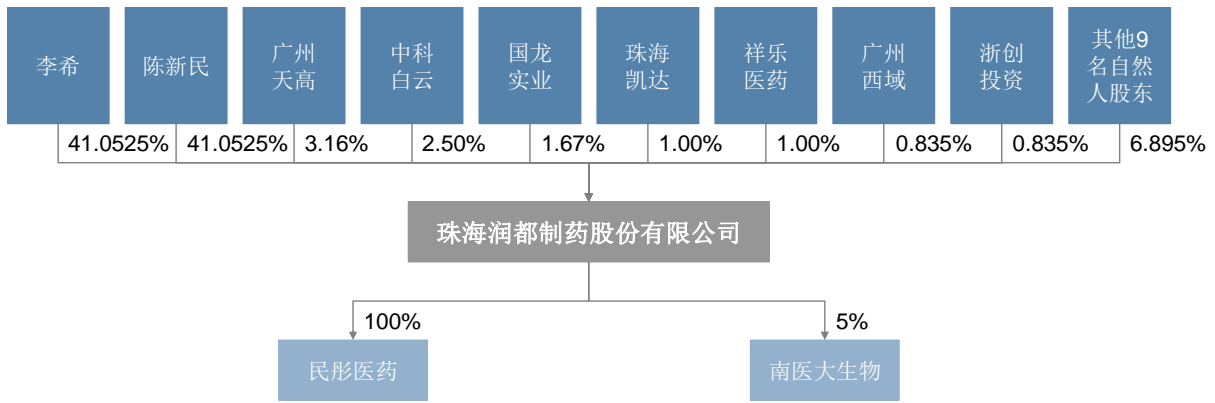 李希
陈新民
广州
天高
中科
白云
国龙
实业
珠海
凯达
祥乐
医药
广州
西域
浙创
投资
其他9
名自然
人股东
41.0525%
41.0525%
3.16%
2.50%
1.67%
1.00%
1.00%
0.835%
0.835%
6.895%
珠海润都制药股份有限公司
100%
5%
民彤医药
南医大生物